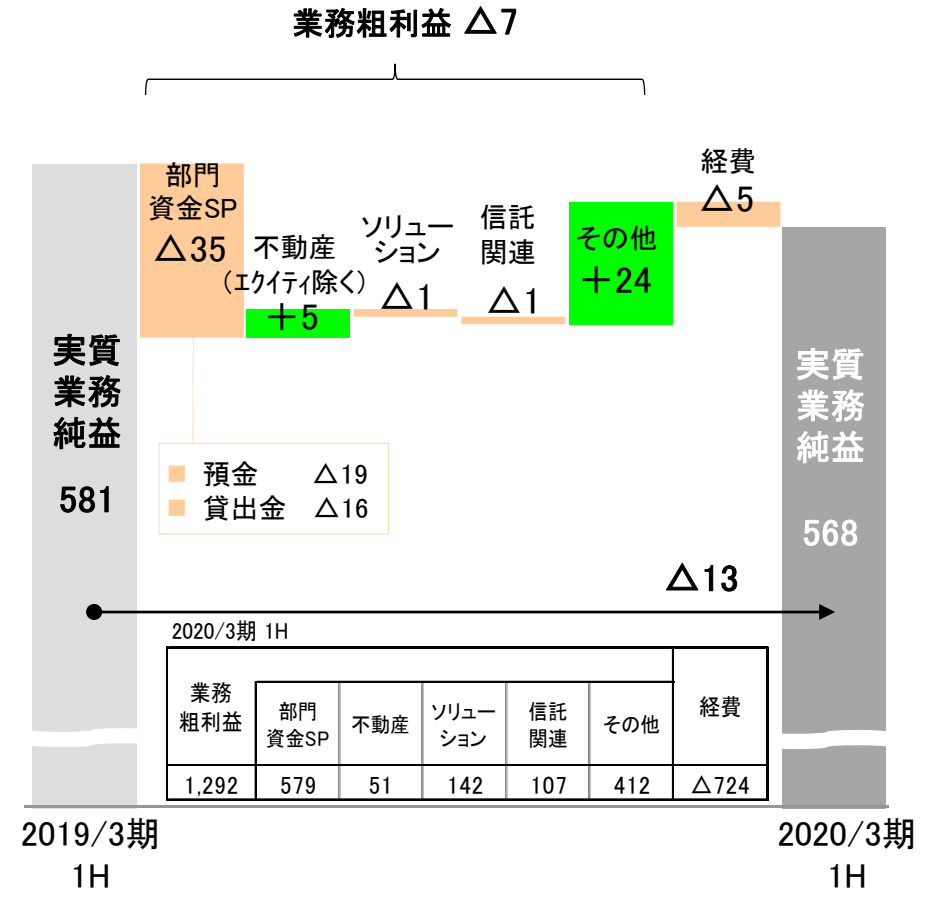 業務粗利益 △7
部門
資金SP
△35
不動産
(エクイティ除く)
＋5
ソリュー
ション
△1
信託
関連
△1
その他
＋24
経費
△5
実質
業務
純益
581
預金 △19
貸出金 △16
実質
業務
純益
568
△13
2020/3期 1H
業務
粗利益
部門
資金SP
不動産
ソリュー
ション
信託
関連
その他
経費
1,292 579 51 142 107 412 △724
2019/3期
1H
2020/3期
1H